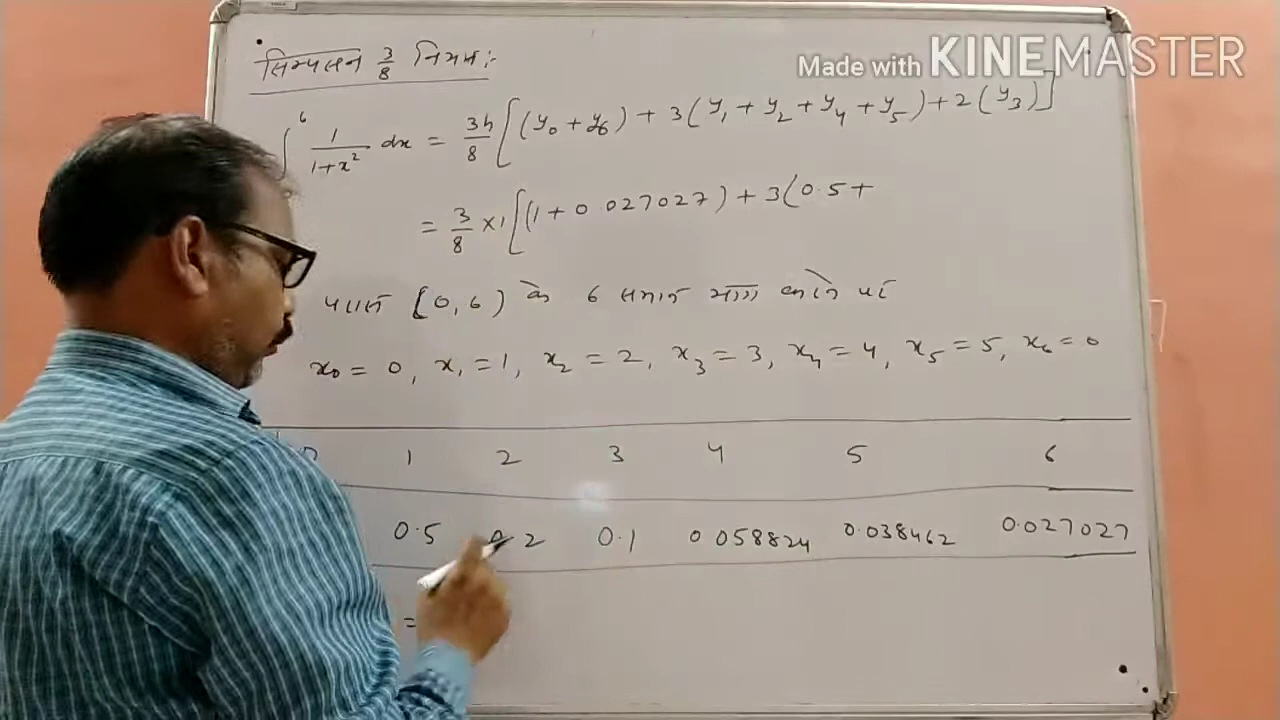 Made with KINEMASTER
सिम्पसन 3/8 नियम:-
∫ 6 1/(1+x²) dx = 3h/8 [(y₀ + y₆) + 3(y₁ + y₂ + y₄ + y₅) + 2(y₃)]
= 3/8 × 1 [(1 + 0.027027) + 3(0.5 +
[0, 6) के 6 समान भाग करने पर
x₀ = 0, x₁ = 1, x₂ = 2, x₃ = 3, x₄ = 4, x₅ = 5, x₆ = 0
1 2 3 4 5 6
0.5 0.2 0.1 0.058824 0.038462 0.027027
=